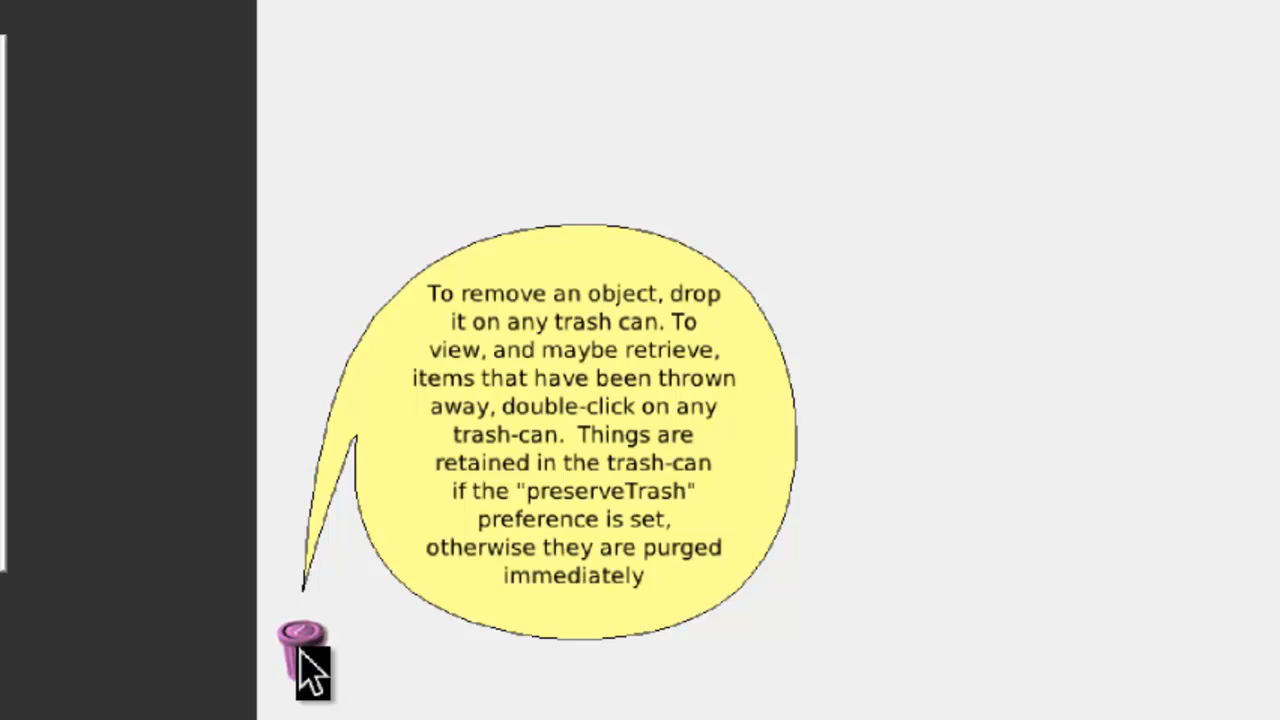 To remove an object, drop
it on any trash can. To
view, and maybe retrieve,
items that have been thrown
away, double-click on any
trash-can.  Things are
retained in the trash-can
if the "preserveTrash"
preference is set,
otherwise they are purged
immediately